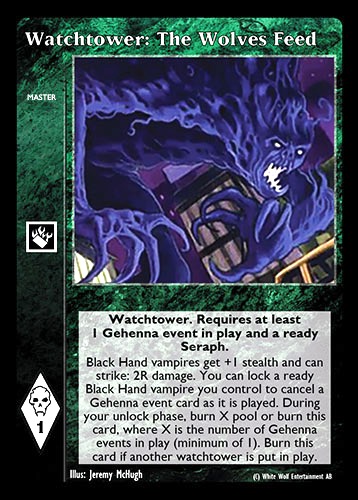 Watchtower: The Wolves Feed
MASTER
Watchtower. Requires at least
1 Gehenna event in play and a ready
Seraph.
Black Hand vampires get +1 stealth and can
strike: 2R damage. You can lock a ready
Black Hand vampire you control to cancel a
Gehenna event card as it is played. During
your unlock phase, burn X pool or burn this
card, where X is the number of Gehenna
events in play (minimum of 1). Burn this
card if another watchtower is put in play.
1
Illus: Jeremy McHugh
(C) White Wolf Entertainment AB